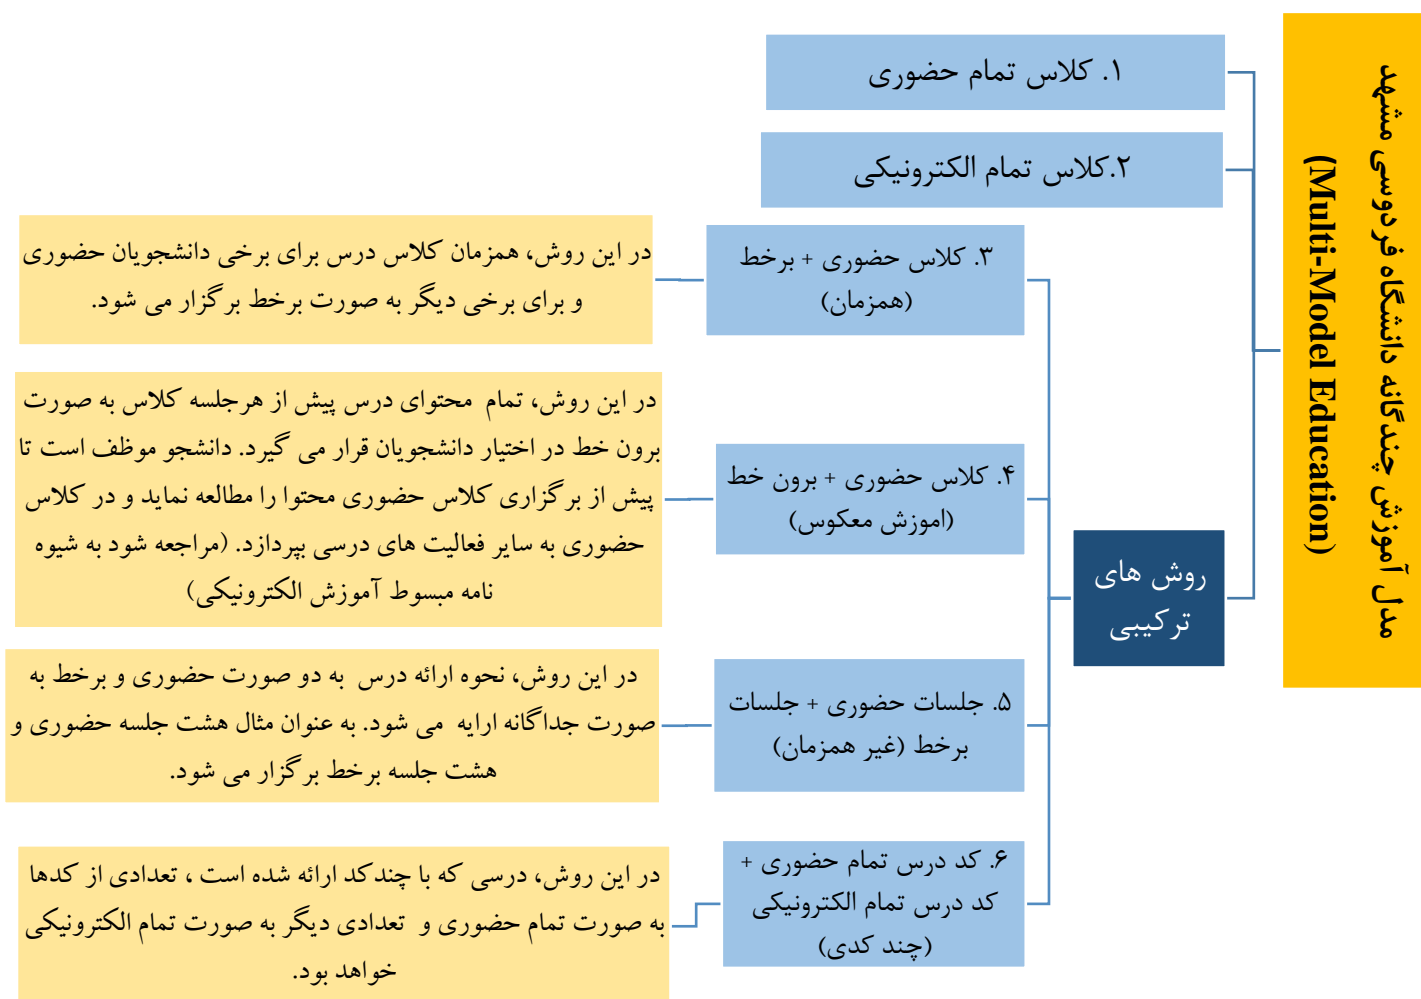 مدل آموزش چندگانه دانشگاه فردوسی مشهد
(Multi-Model Education)
۱. کلاس تمام حضوری
۲.کلاس تمام الکترونیکی
روش های
ترکیبی
۳. کلاس حضوری + برخط
(همزمان)
در این روش، همزمان کلاس درس برای برخی دانشجویان حضوری
و برای برخی دیگر به صورت برخط برگزار می شود.
۴. کلاس حضوری + برون خط
(اموزش معکوس)
در این روش، تمام محتوای درس پیش از هرجلسه کلاس به صورت
برون خط در اختیار دانشجویان قرار می گیرد. دانشجو موظف است تا
پیش از برگزاری کلاس حضوری محتوا را مطالعه نماید و در کلاس
حضوری به سایر فعالیت های درسی بپردازد. (مراجعه شود به شیوه
نامه مبسوط آموزش الکترونیکی)
۵. جلسات حضوری + جلسات
برخط (غیر همزمان)
در این روش، نحوه ارائه درس به دو صورت حضوری و برخط به
صورت جداگانه ارایه می شود. به عنوان مثال هشت جلسه حضوری و
هشت جلسه برخط برگزار می شود.
۶. کد درس تمام حضوری +
کد درس تمام الکترونیکی
(چند کدی)
در این روش، درسی که با چندکد ارائه شده است ، تعدادی از کدها
به صورت تمام حضوری و تعدادی دیگر به صورت تمام الکترونیکی
خواهد بود.